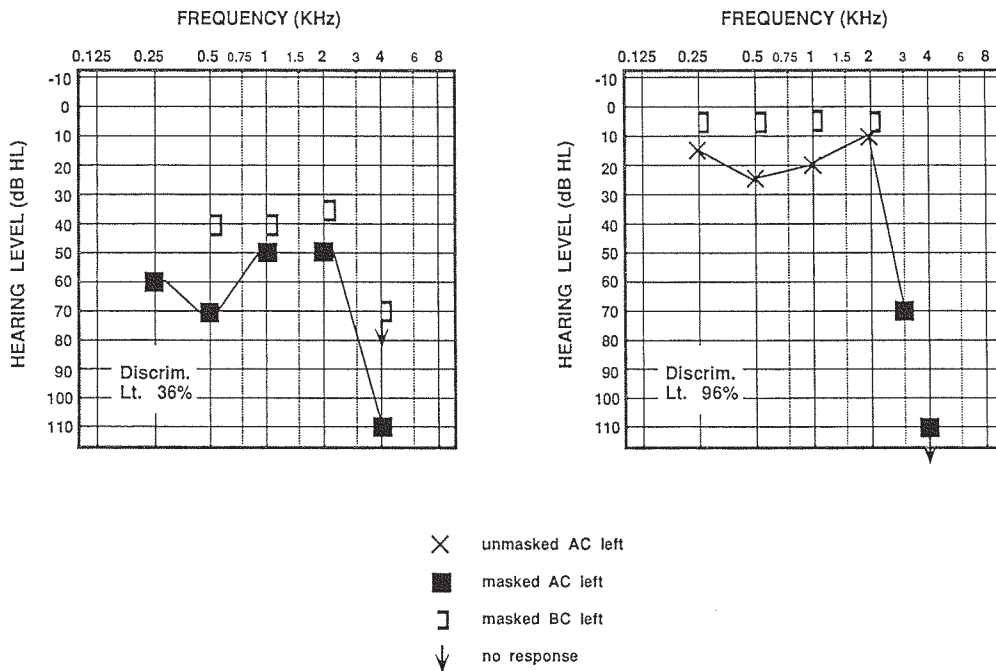 FREQUENCY (KHz)
0.125 0.25 0.5 0.75 1 1.5 2 3 4 6 8
HEARING LEVEL (dB HL)
-10
0
10
20
30
40
50
60
70
80
90
100
110
Discrim.
Lt. 36%
FREQUENCY (KHz)
0.125 0.25 0.5 0.75 1 1.5 2 3 4 6 8
HEARING LEVEL (dB HL)
-10
0
10
20
30
40
50
60
70
80
90
100
110
Discrim.
Lt. 96%
unmasked AC left
masked AC left
masked BC left
no response